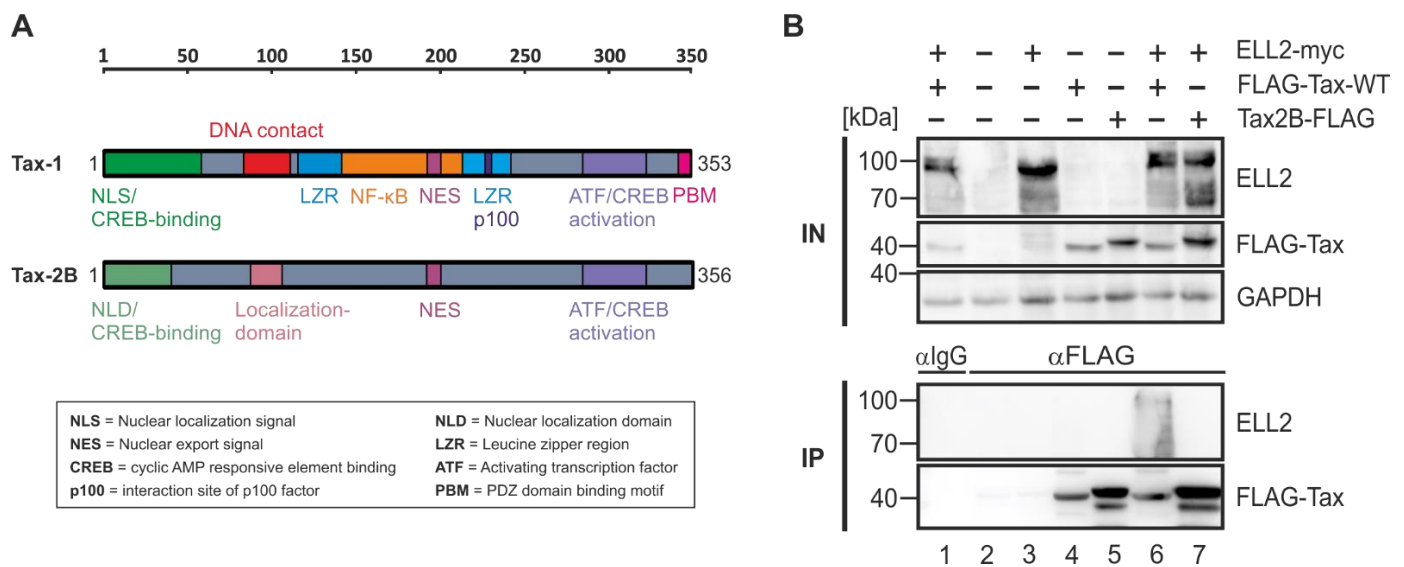 A
1 50 100 150 200 250 300 350
DNA contact
Tax-1 1 353
NLS/ LZR NF-κB NES LZR ATF/CREB PBM
CREB-binding p100 activation
Tax-2B 1 356
NLD/ Localization- NES ATF/CREB
CREB-binding domain activation
NLS = Nuclear localization signal
NES = Nuclear export signal
CREB = cyclic AMP responsive element binding
p100 = interaction site of p100 factor
NLD = Nuclear localization domain
LZR = Leucine zipper region
ATF = Activating transcription factor
PBM = PDZ domain binding motif
B
+ − + − − + + ELL2-myc
+ − − + − + − FLAG-Tax-WT
[kDa] − − − − + − + Tax2B-FLAG
IN
100 ELL2
70
40 FLAG-Tax
40
GAPDH
αIgG αFLAG
IP
100 ELL2
70
40 FLAG-Tax
1 2 3 4 5 6 7